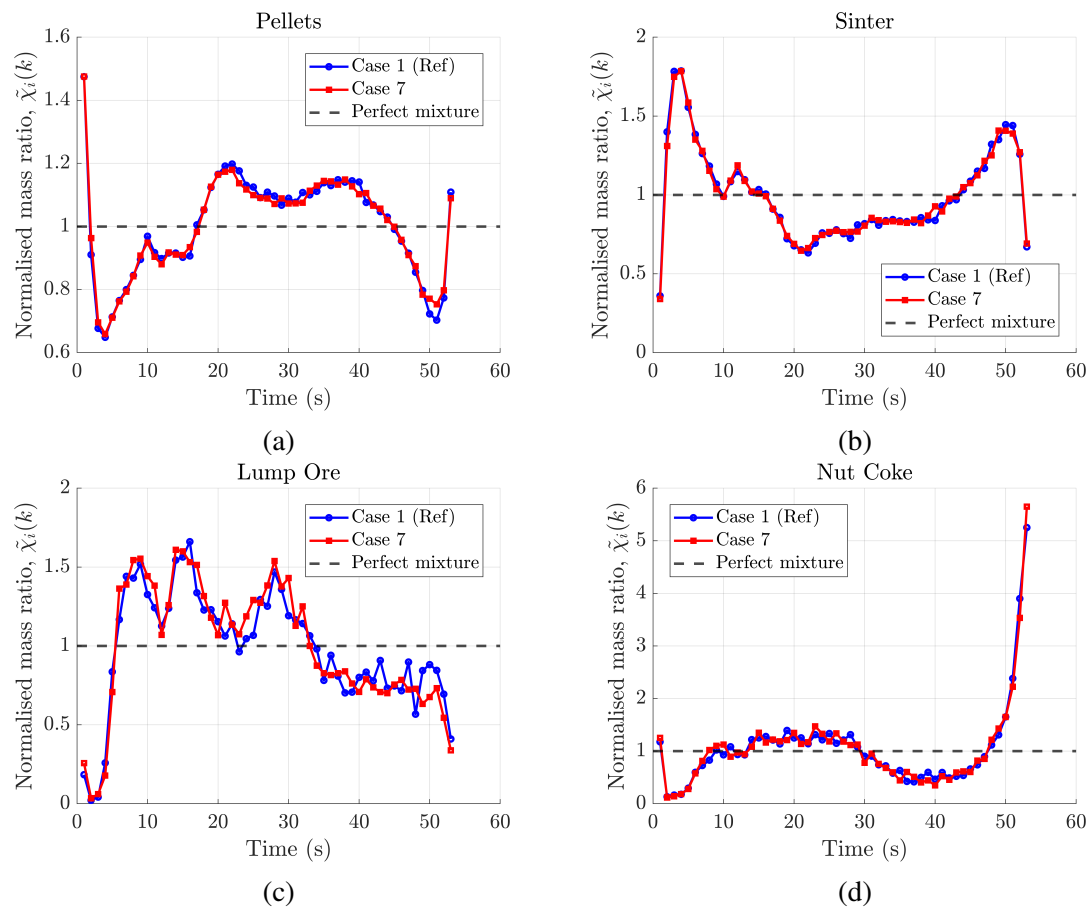 Pellets
1.6
1.4
1.2
1
0.8
0.6
Normalised mass ratio, χ̃ᵢ(k)
Case 1 (Ref)
Case 7
Perfect mixture
0 10 20 30 40 50 60
Time (s)
(a)
Sinter
2
1.5
1
0.5
0
Normalised mass ratio, χ̃ᵢ(k)
Case 1 (Ref)
Case 7
Perfect mixture
0 10 20 30 40 50 60
Time (s)
(b)
Lump Ore
2
1.5
1
0.5
0
Normalised mass ratio, χ̃ᵢ(k)
Case 1 (Ref)
Case 7
Perfect mixture
0 10 20 30 40 50 60
Time (s)
(c)
Nut Coke
6
5
4
3
2
1
0
Normalised mass ratio, χ̃ᵢ(k)
Case 1 (Ref)
Case 7
Perfect mixture
0 10 20 30 40 50 60
Time (s)
(d)